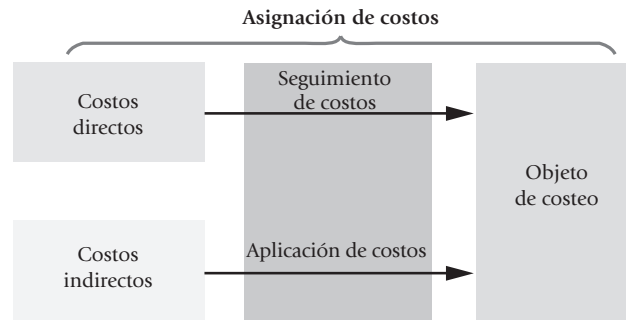 Asignación de costos
Costos
directos
Seguimiento
de costos
Objeto
de costeo
Costos
indirectos
Aplicación de costos